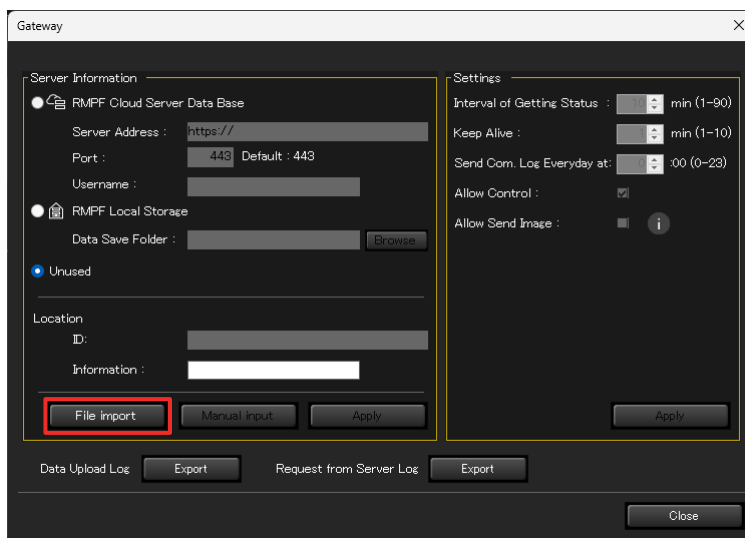 Gateway
Server Information
RMPF Cloud Server Data Base
Server Address :
https://
Port :
443
Default : 443
Username :
RMPF Local Storage
Data Save Folder :
Browse
Unused
Location
ID:
Information :
File import
Manual input
Apply
Settings
Interval of Getting Status :
10
min (1-90)
Keep Alive :
1
min (1-10)
Send Com. Log Everyday at:
0
:00 (0-23)
Allow Control :
Allow Send Image :
i
Apply
Data Upload Log
Export
Request from Server Log
Export
Close